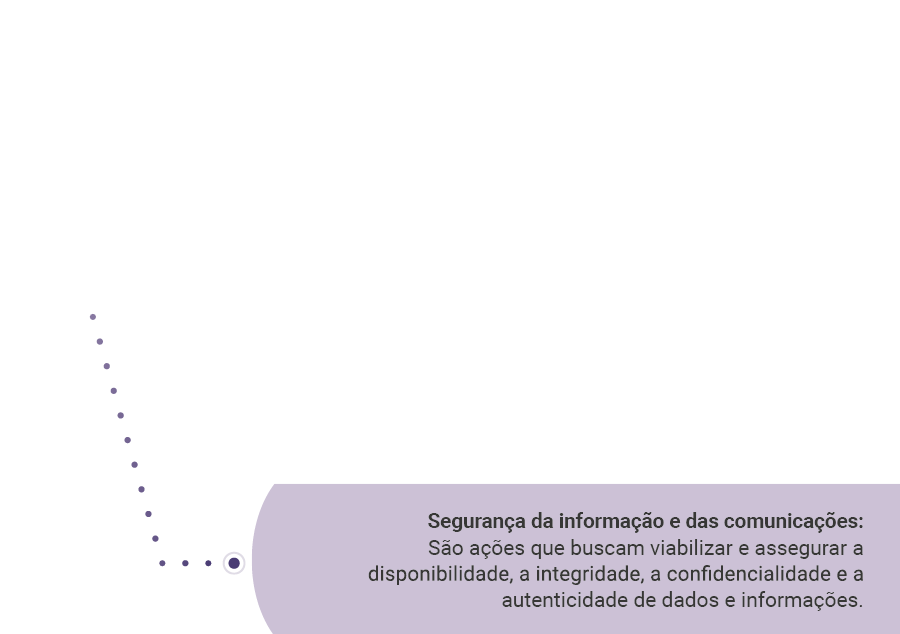 Segurança da informação e das comunicações:
São ações que buscam viabilizar e assegurar a
disponibilidade, a integridade, a confidencialidade e a
autenticidade de dados e informações.